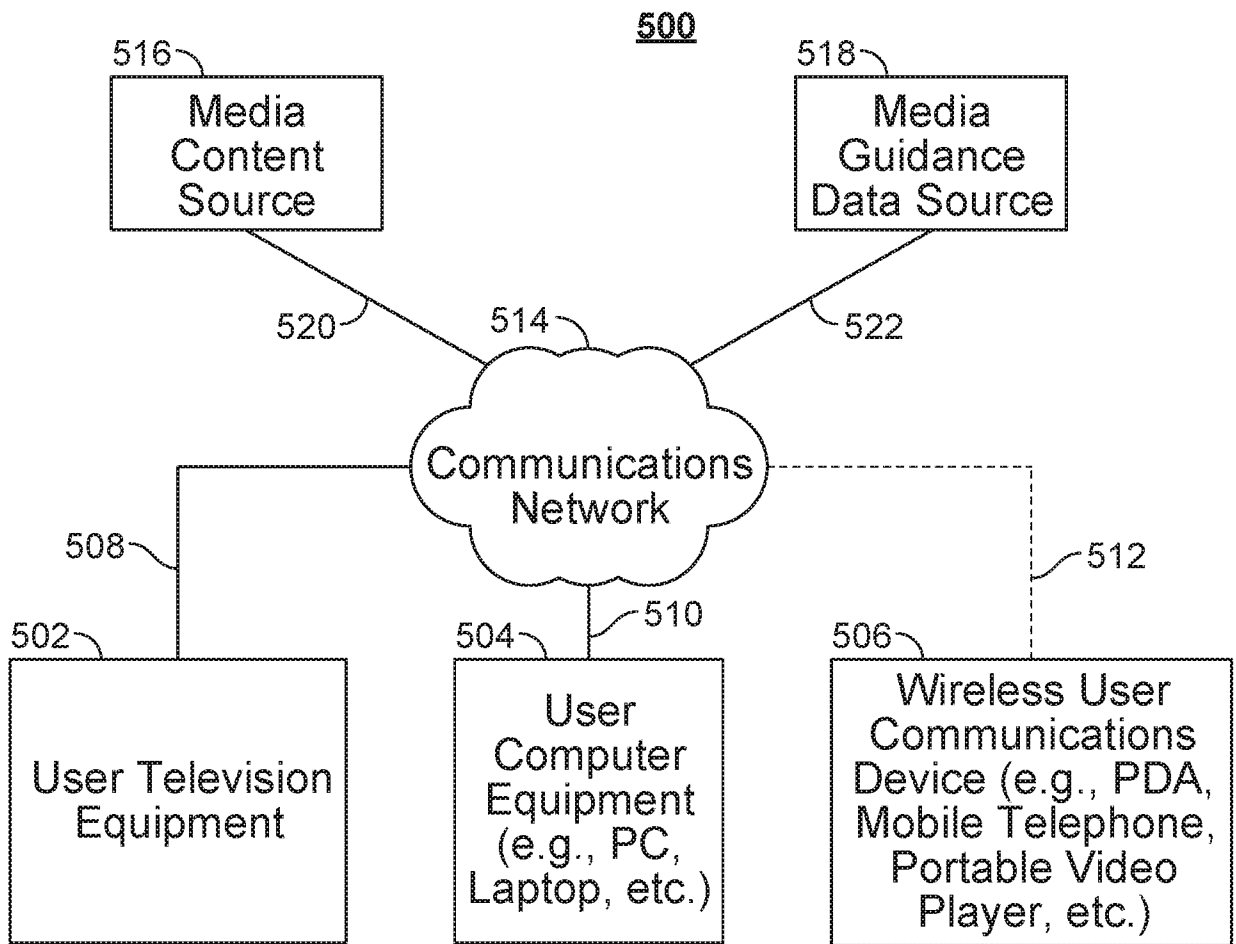 500
516
Media
Content
Source
518
Media
Guidance
Data Source
520
514
522
Communications
Network
508
512
510
502
User Television
Equipment
504
User
Computer
Equipment
(e.g., PC,
Laptop, etc.)
506
Wireless User
Communications
Device (e.g., PDA,
Mobile Telephone,
Portable Video
Player, etc.)